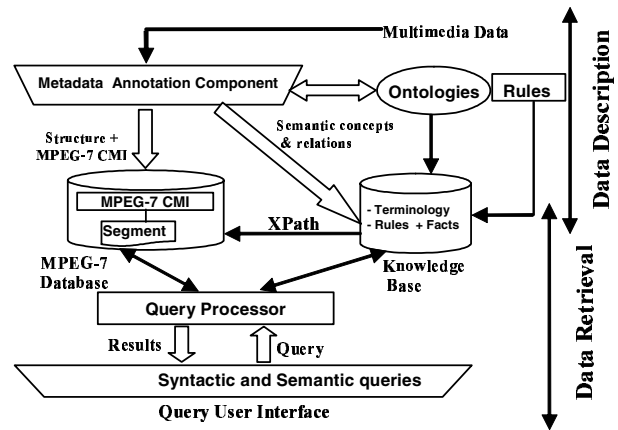 Multimedia Data
Metadata Annotation Component
Ontologies
Rules
Structure +
MPEG-7 CMI
Semantic concepts
& relations
MPEG-7 CMI
Segment
XPath
- Terminology
- Rules + Facts
MPEG-7
Database
Knowledge
Base
Query Processor
Results
Query
Syntactic and Semantic queries
Query User Interface
Data Description
Data Retrieval